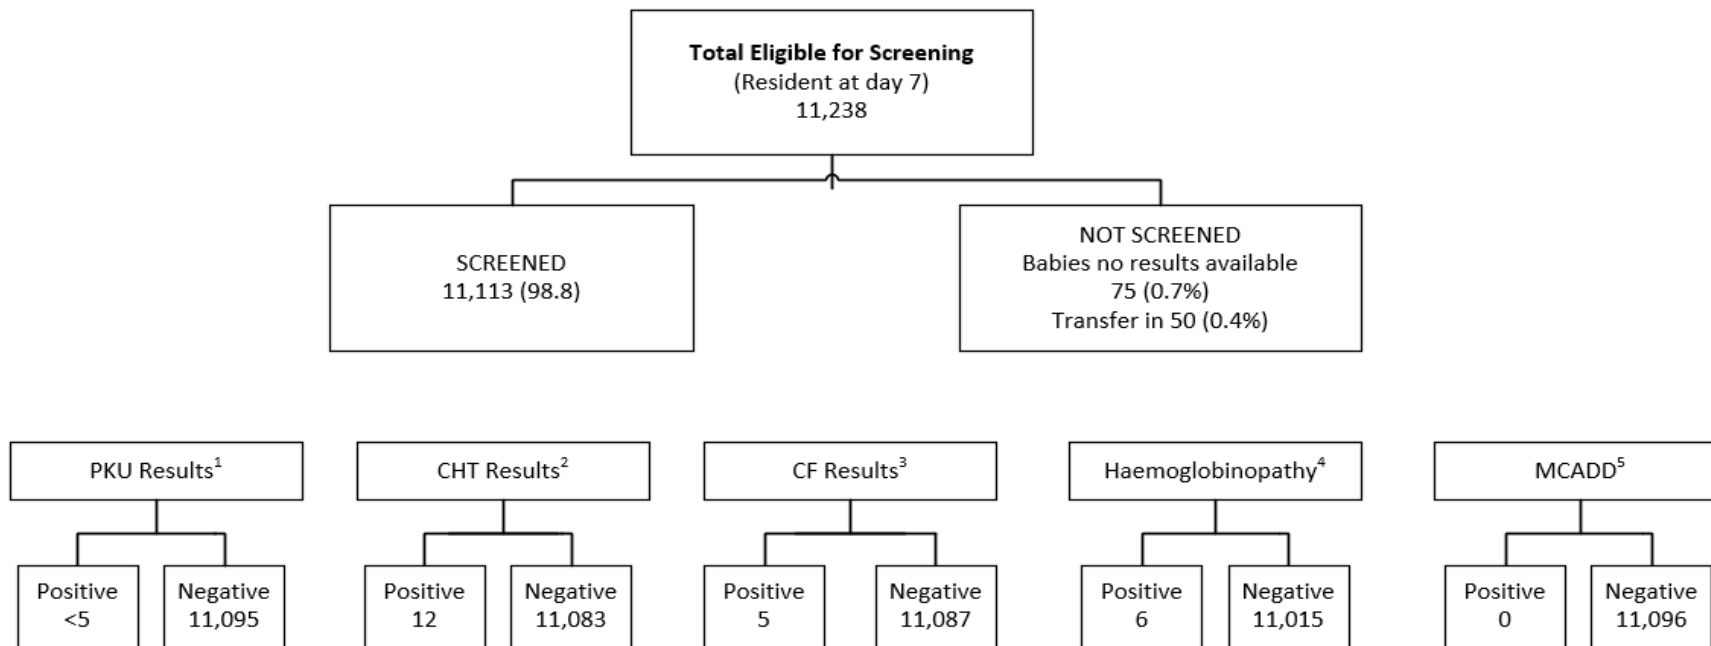 Total Eligible for Screening
(Resident at day 7)
11,238
SCREENED
11,113 (98.8)
NOT SCREENED
Babies no results available
75 (0.7%)
Transfer in 50 (0.4%)
PKU Results¹
CHT Results²
CF Results³
Haemoglobinopathy⁴
MCADD⁵
Positive
<5
Negative
11,095
Positive
12
Negative
11,083
Positive
5
Negative
11,087
Positive
6
Negative
11,015
Positive
0
Negative
11,096